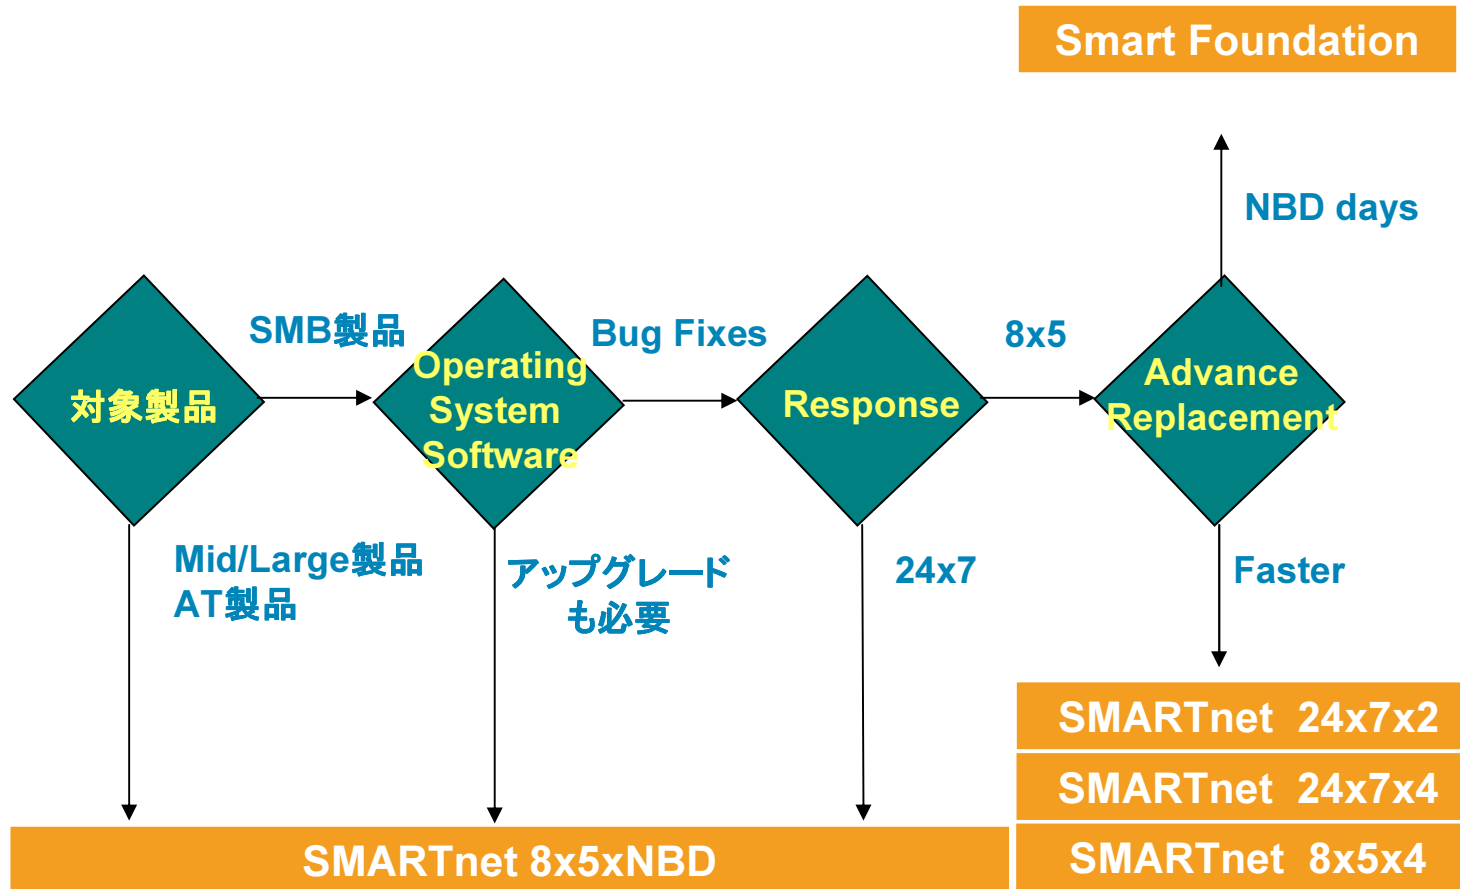 Smart Foundation
NBD days
SMB製品
Bug Fixes
8x5
対象製品
Operating
System
Software
Response
Advance
Replacement
Mid/Large製品
AT製品
アップグレード
も必要
24x7
Faster
SMARTnet 24x7x2
SMARTnet 24x7x4
SMARTnet 8x5xNBD
SMARTnet 8x5x4